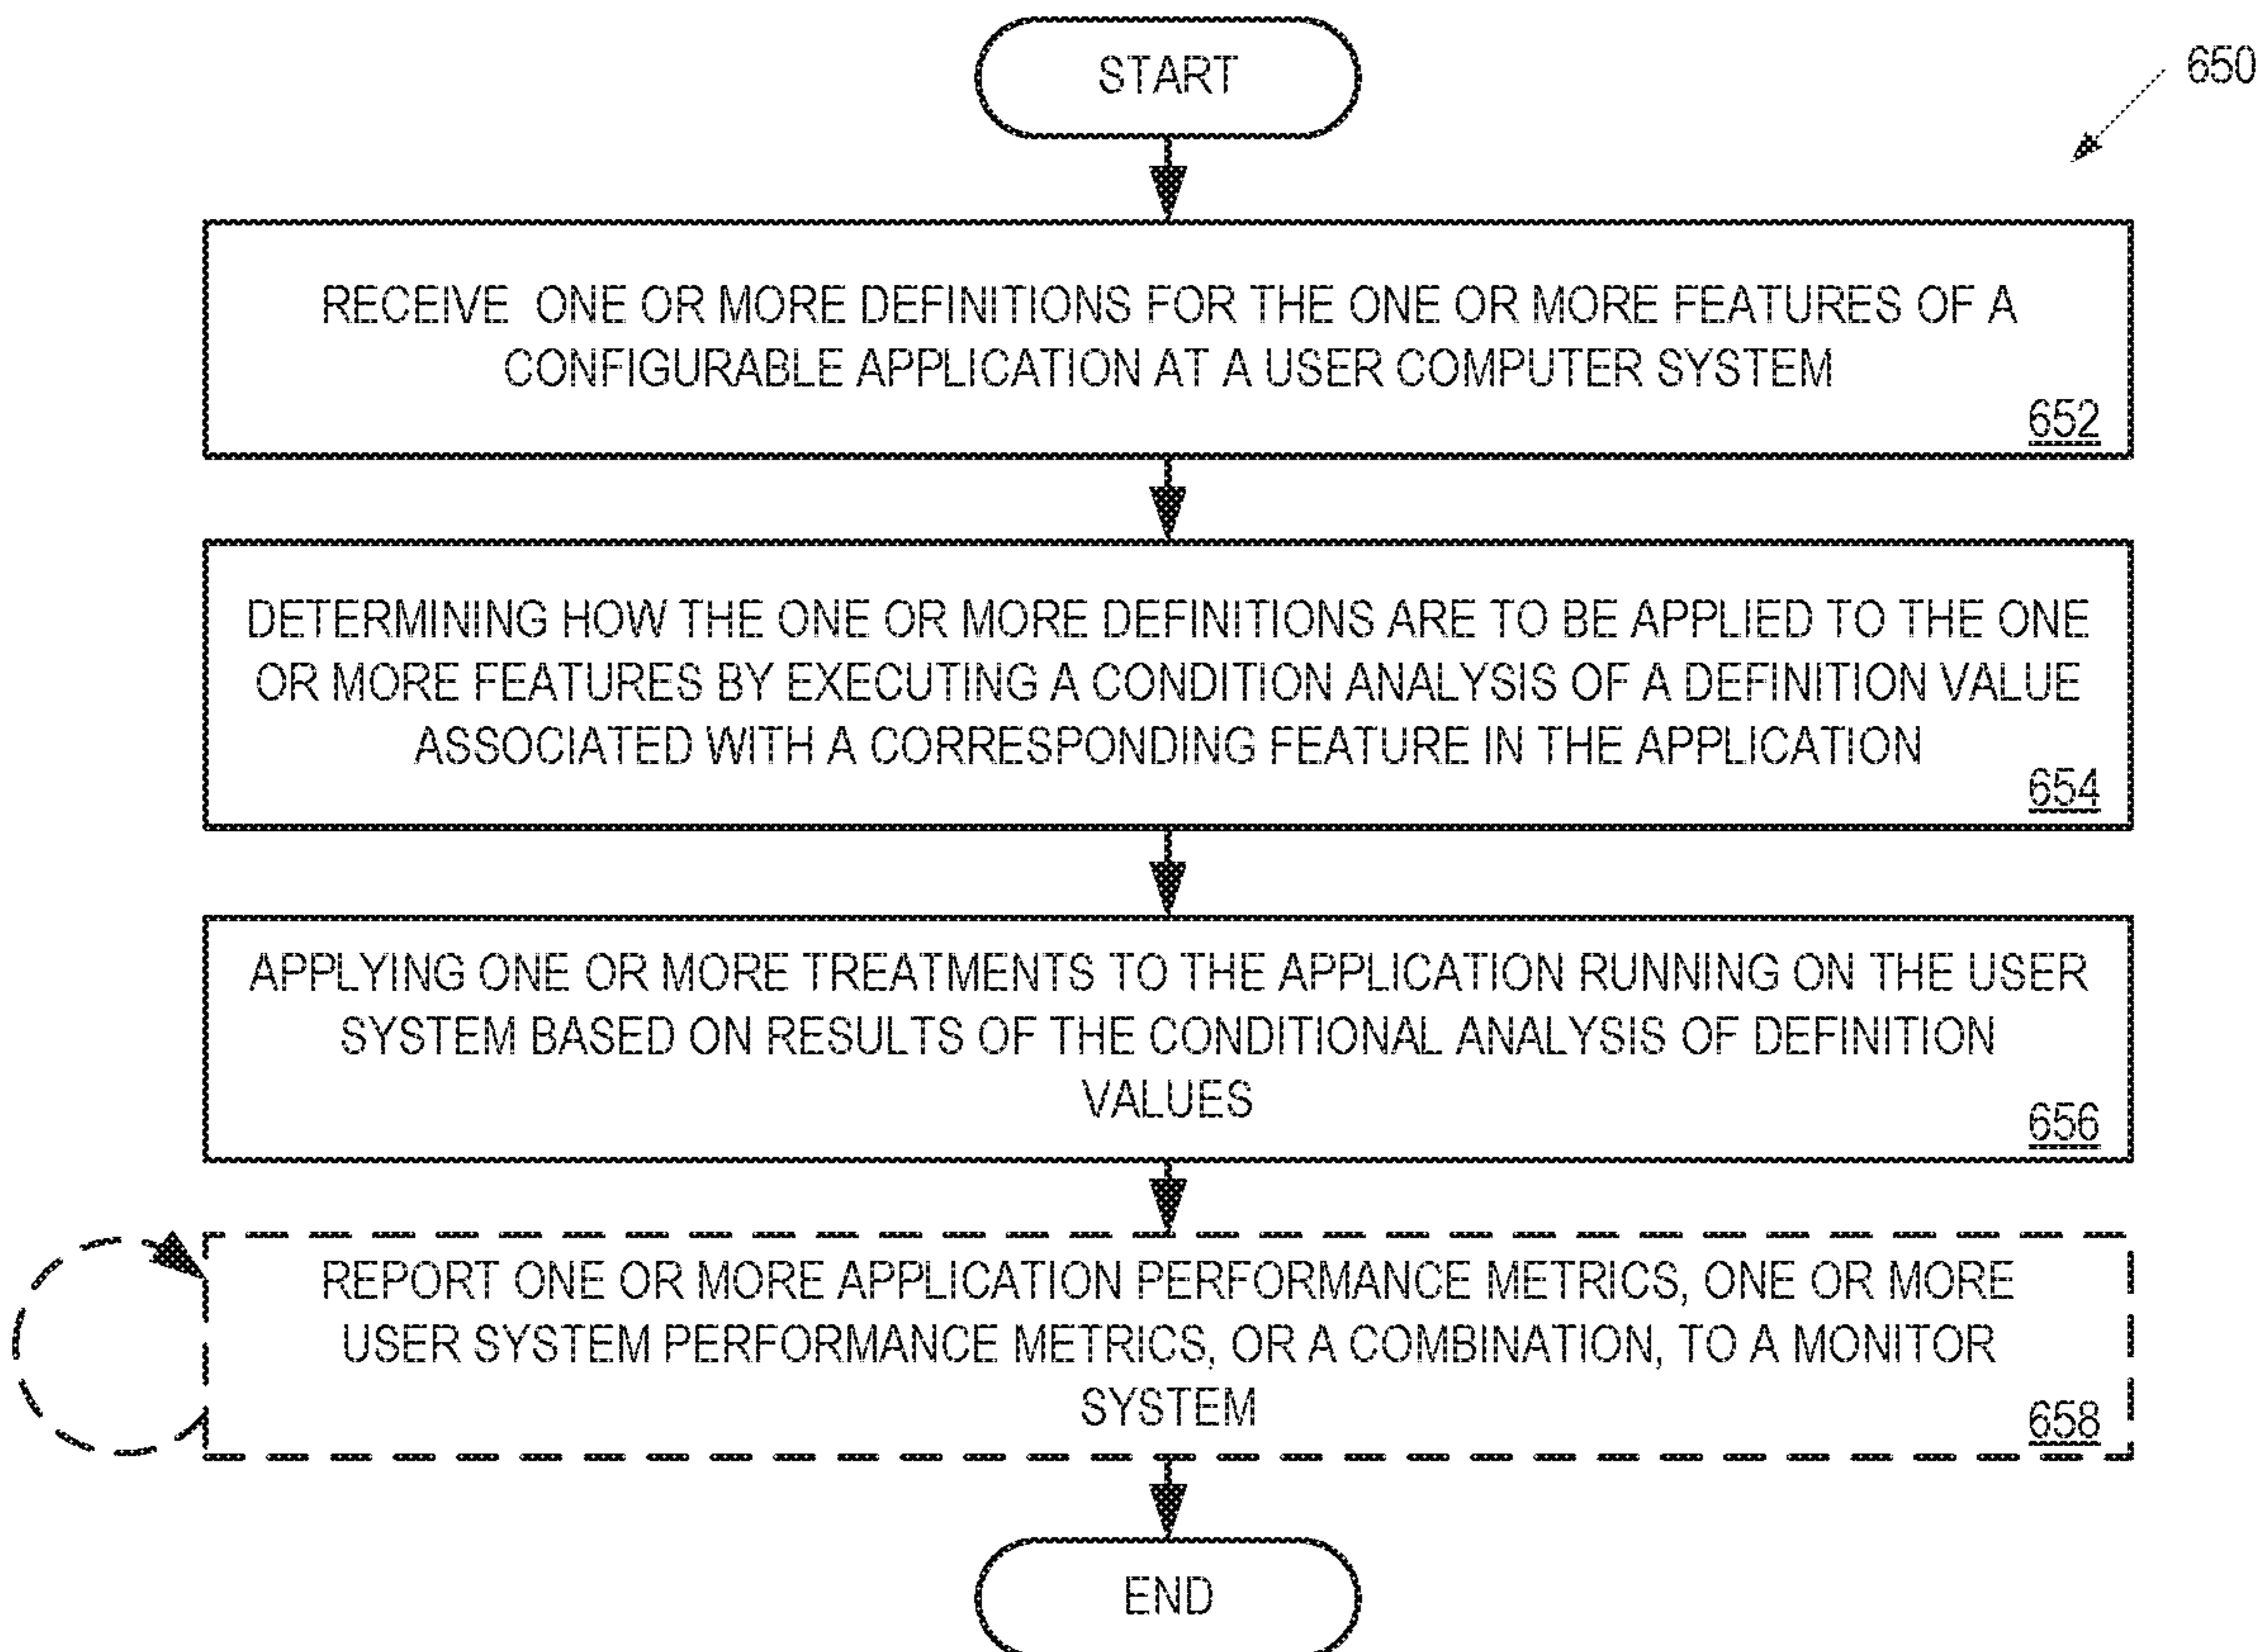 START
650
RECEIVE ONE OR MORE DEFINITIONS FOR THE ONE OR MORE FEATURES OF A
CONFIGURABLE APPLICATION AT A USER COMPUTER SYSTEM
652
DETERMINING HOW THE ONE OR MORE DEFINITIONS ARE TO BE APPLIED TO THE ONE
OR MORE FEATURES BY EXECUTING A CONDITION ANALYSIS OF A DEFINITION VALUE
ASSOCIATED WITH A CORRESPONDING FEATURE IN THE APPLICATION
654
APPLYING ONE OR MORE TREATMENTS TO THE APPLICATION RUNNING ON THE USER
SYSTEM BASED ON RESULTS OF THE CONDITIONAL ANALYSIS OF DEFINITION
VALUES
656
REPORT ONE OR MORE APPLICATION PERFORMANCE METRICS, ONE OR MORE
USER SYSTEM PERFORMANCE METRICS, OR A COMBINATION, TO A MONITOR
SYSTEM
658
END